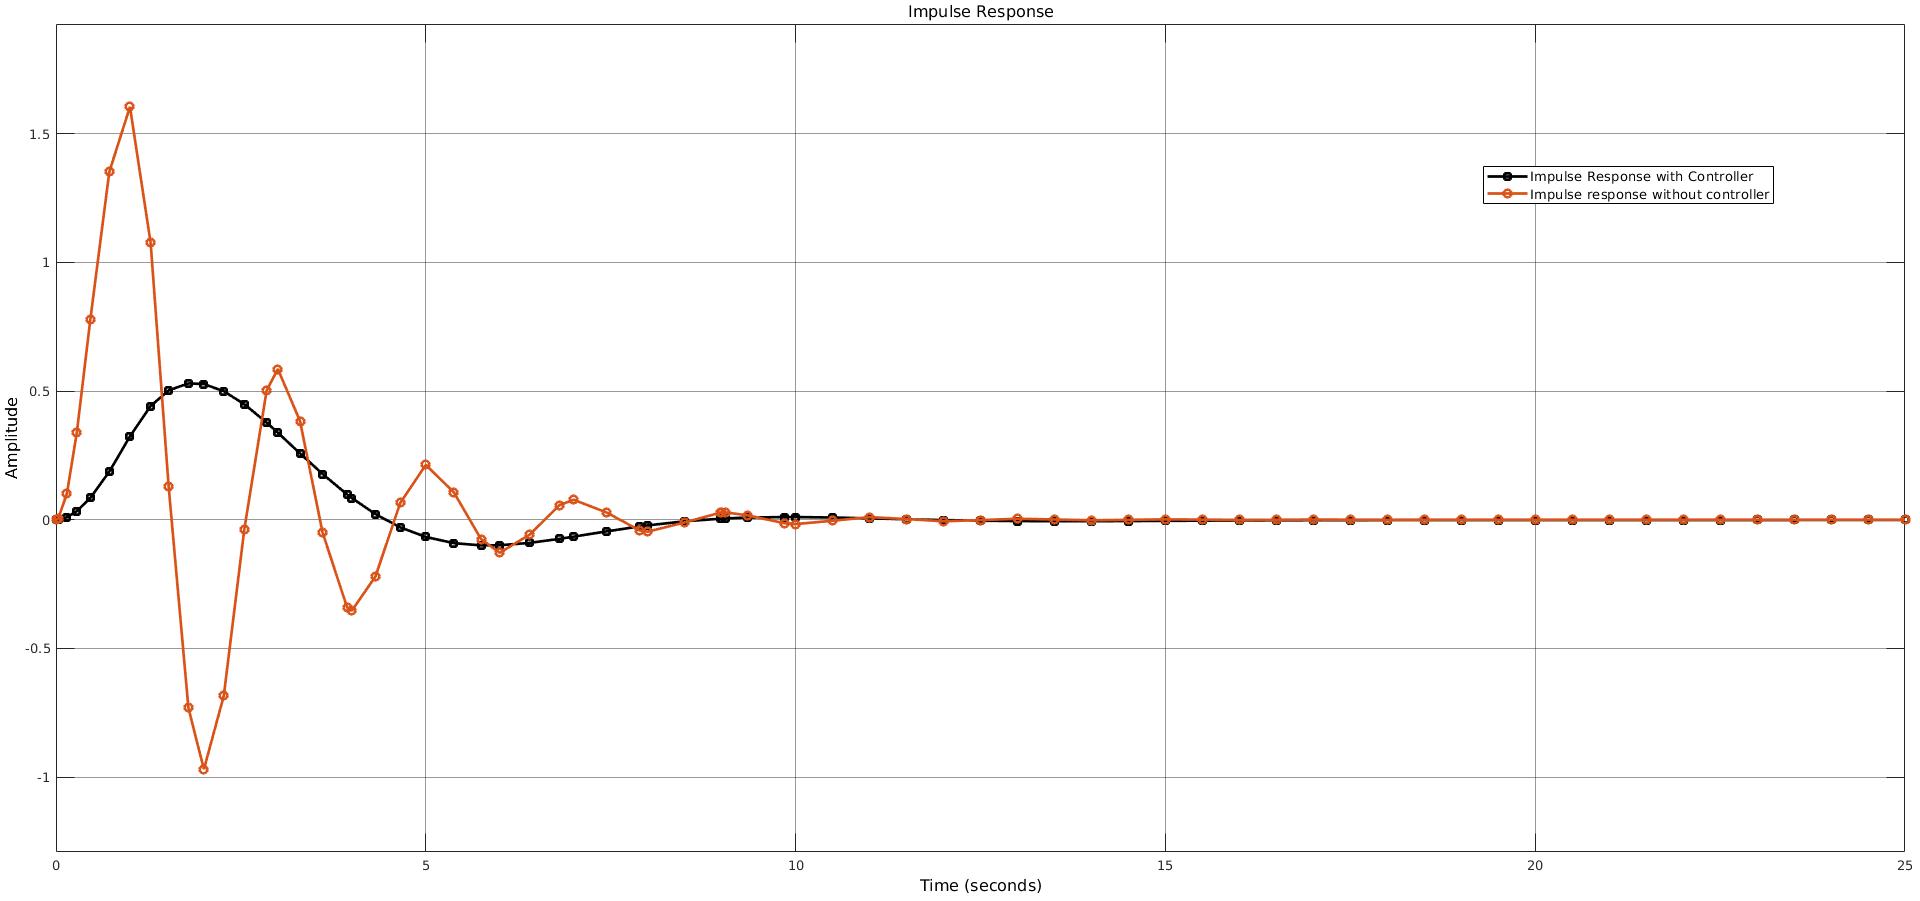 Impulse Response
1.5
1
0.5
0
-0.5
-1
Amplitude
Impulse Response with Controller
Impulse response without controller
0
5
10
15
20
25
Time (seconds)